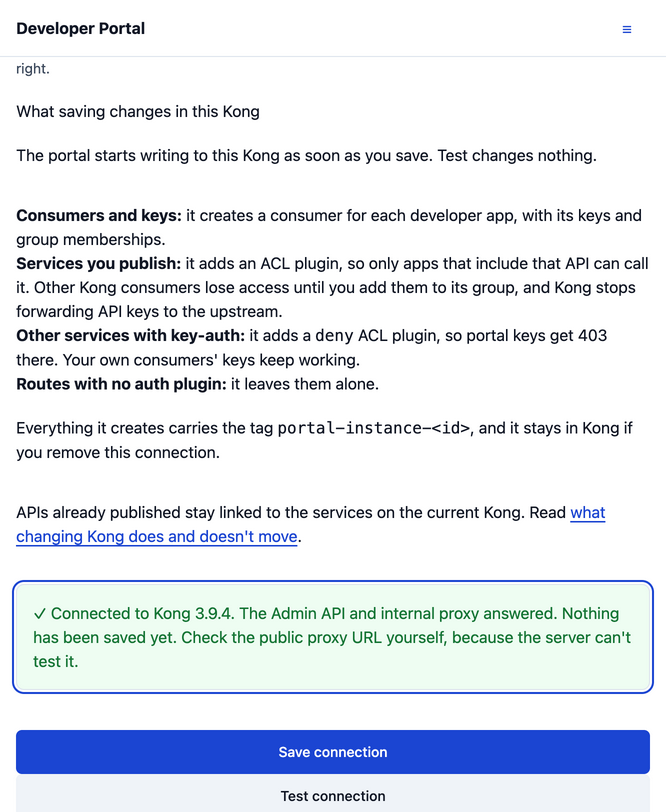 Developer Portal
≡
right.
What saving changes in this Kong
The portal starts writing to this Kong as soon as you save. Test changes nothing.
Consumers and keys: it creates a consumer for each developer app, with its keys and
group memberships.
Services you publish: it adds an ACL plugin, so only apps that include that API can call
it. Other Kong consumers lose access until you add them to its group, and Kong stops
forwarding API keys to the upstream.
Other services with key-auth: it adds a deny ACL plugin, so portal keys get 403
there. Your own consumers' keys keep working.
Routes with no auth plugin: it leaves them alone.
Everything it creates carries the tag portal-instance-<id>, and it stays in Kong if
you remove this connection.
APIs already published stay linked to the services on the current Kong. Read what
changing Kong does and doesn't move.
✓ Connected to Kong 3.9.4. The Admin API and internal proxy answered. Nothing
has been saved yet. Check the public proxy URL yourself, because the server can't
test it.
Save connection
Test connection